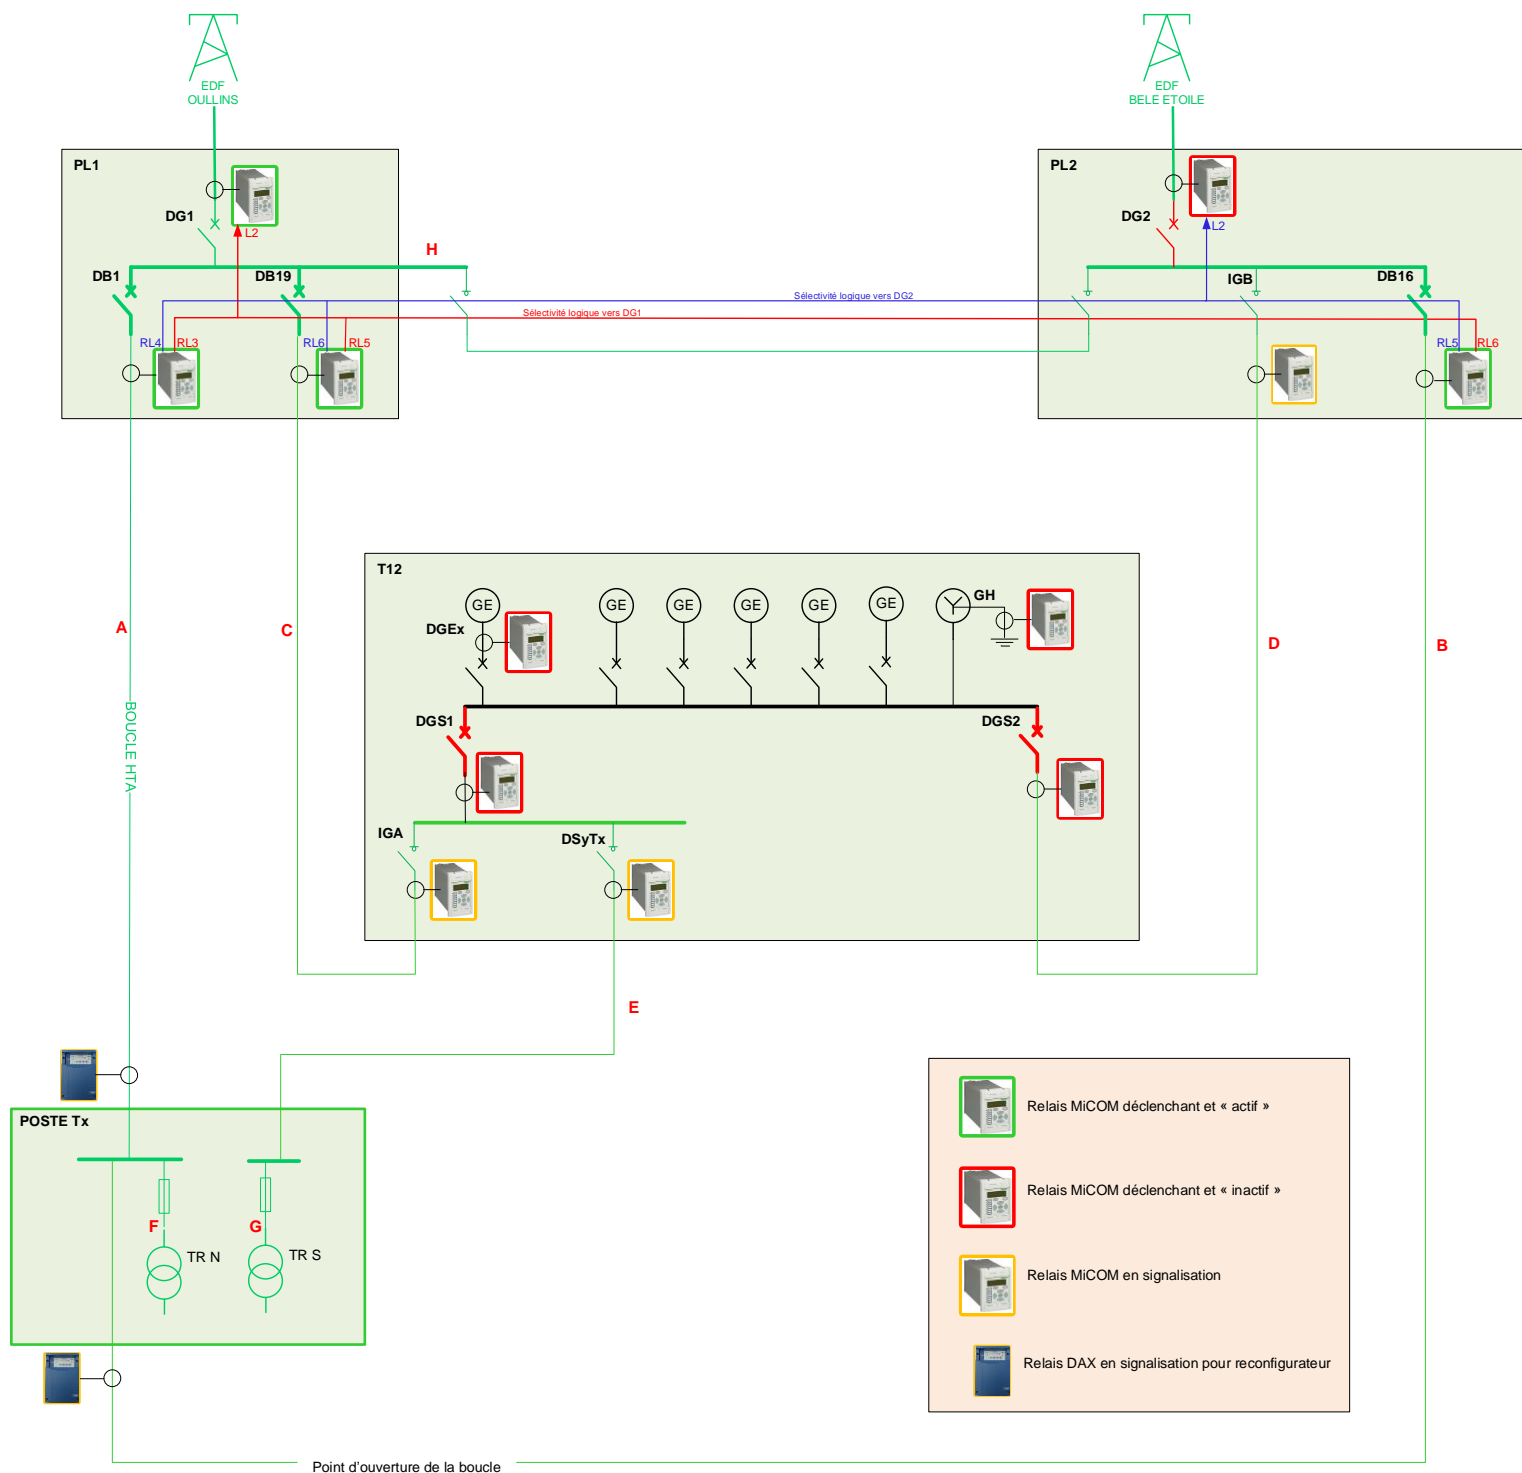 EDF
OULLINS
EDF
BELE ETOILE
PL1
PL2
DG1
L2
DG2
L2
H
DB1
DB19
IGB
DB16
Sélectivité logique vers DG2
Sélectivité logique vers DG1
RL4
RL3
RL6
RL5
RL5
RL6
T12
GE
GE
GE
GE
GE
GE
GH
DGEx
A
C
D
B
BOUCLE HTA
DGS1
DGS2
IGA
DSyTx
E
POSTE Tx
F
G
TR N
TR S
Relais MiCOM déclenchant et « actif »
Relais MiCOM déclenchant et « inactif »
Relais MiCOM en signalisation
Relais DAX en signalisation pour reconfigurateur
Point d'ouverture de la boucle